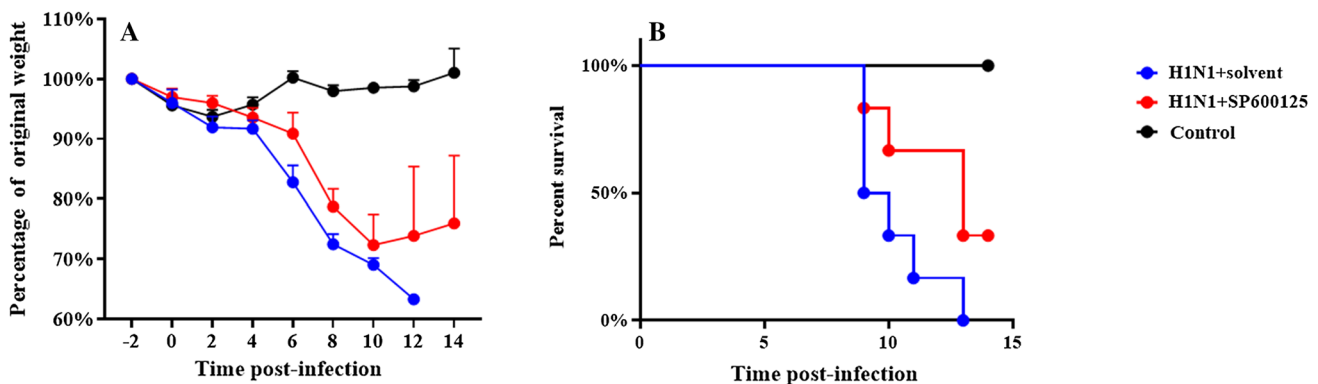 A
110%
100%
90%
80%
70%
60%
Percentage of original weight
-2 0 2 4 6 8 10 12 14
Time post-infection
B
100%
50%
0%
Percent survival
0 5 10 15
Time post-infection
H1N1+solvent
H1N1+SP600125
Control